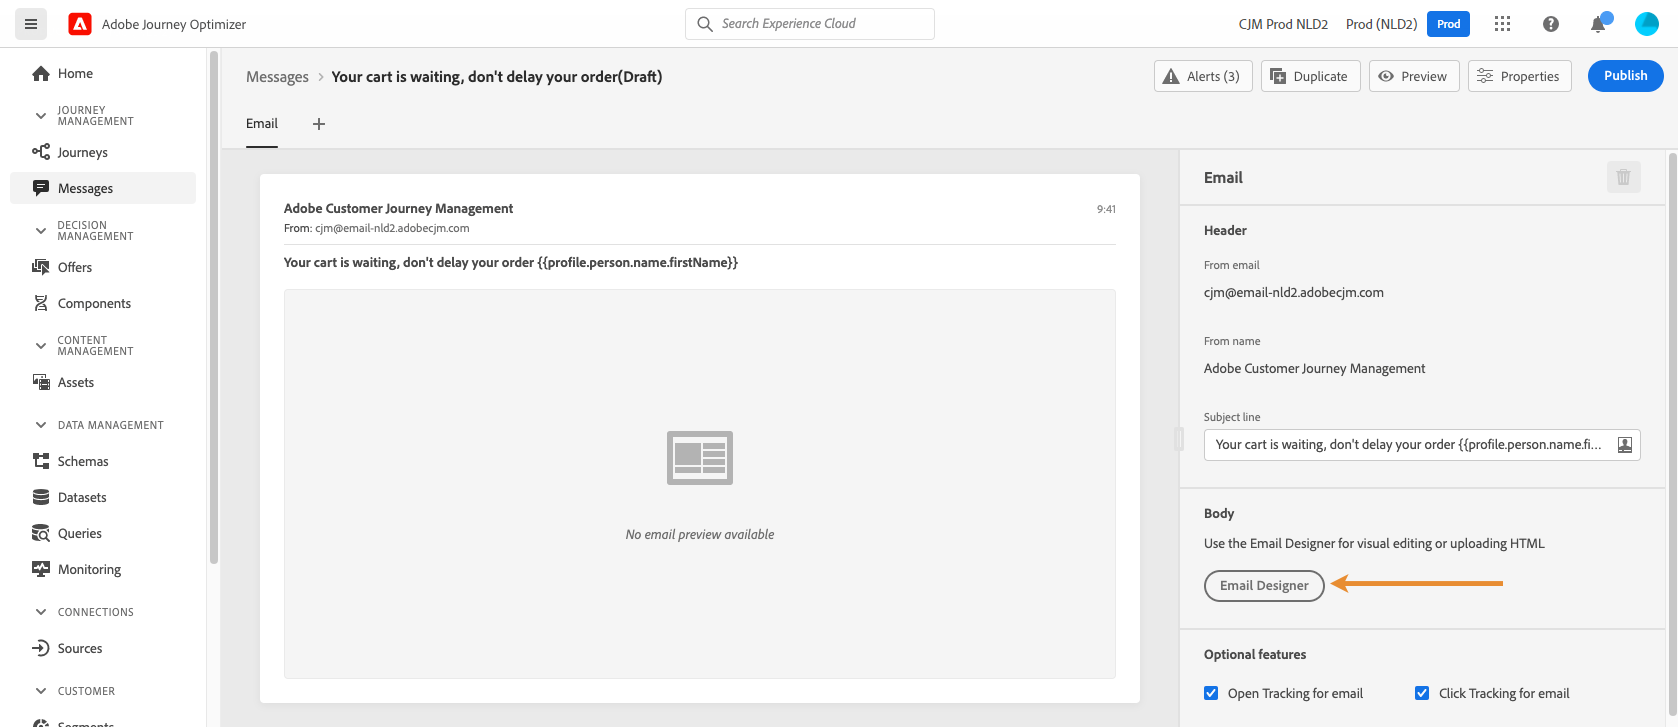 Adobe Journey Optimizer
Search Experience Cloud
CJM Prod NLD2
Prod (NLD2)
Prod
Home
JOURNEY
MANAGEMENT
Journeys
Messages
DECISION
MANAGEMENT
Offers
Components
CONTENT
MANAGEMENT
Assets
DATA MANAGEMENT
Schemas
Datasets
Queries
Monitoring
CONNECTIONS
Sources
CUSTOMER
Segments
Messages > Your cart is waiting, don't delay your order(Draft)
Alerts (3)
Duplicate
Preview
Properties
Publish
Email
Adobe Customer Journey Management
9:41
From: cjm@email-nld2.adobecjm.com
Your cart is waiting, don't delay your order {{profile.person.name.firstName}}
No email preview available
Email
Header
From email
cjm@email-nld2.adobecjm.com
From name
Adobe Customer Journey Management
Subject line
Your cart is waiting, don't delay your order {{profile.person.name.fi...
Body
Use the Email Designer for visual editing or uploading HTML
Email Designer
Optional features
Open Tracking for email
Click Tracking for email